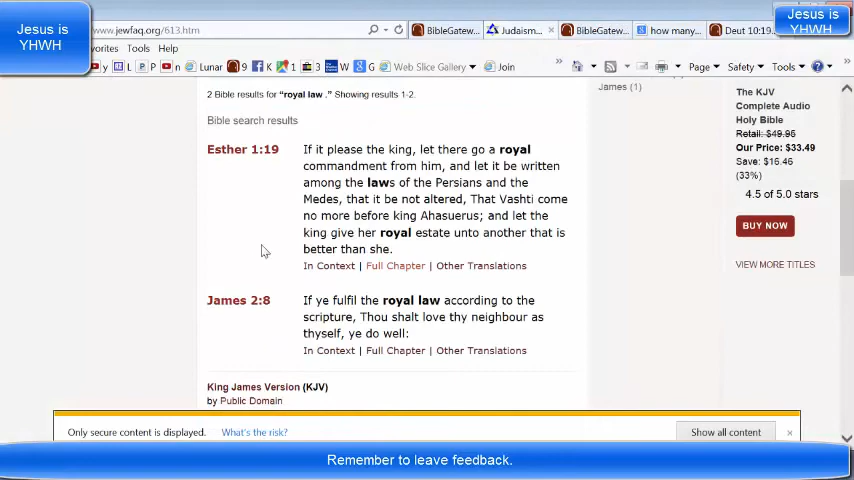 Jesus is
YHWH
www.jewfaq.org/613.htm
BibleGatew...
Judaism...
BibleGatew...
how many...
Deut 10:19...
Jesus is
YHWH
avorites Tools Help
y L P n Lunar 9 F K 1 3 W G Web Slice Gallery Join Page Safety Tools
2 Bible results for “royal law .” Showing results 1-2.
James (1)
Bible search results
Esther 1:19
If it please the king, let there go a royal
commandment from him, and let it be written
among the laws of the Persians and the
Medes, that it be not altered, That Vashti come
no more before king Ahasuerus; and let the
king give her royal estate unto another that is
better than she.
In Context | Full Chapter | Other Translations
James 2:8
If ye fulfil the royal law according to the
scripture, Thou shalt love thy neighbour as
thyself, ye do well:
In Context | Full Chapter | Other Translations
King James Version (KJV)
by Public Domain
The KJV
Complete Audio
Holy Bible
Retail: $49.95
Our Price: $33.49
Save: $16.46
(33%)
4.5 of 5.0 stars
BUY NOW
VIEW MORE TITLES
Only secure content is displayed. What's the risk? Show all content ×
Remember to leave feedback.